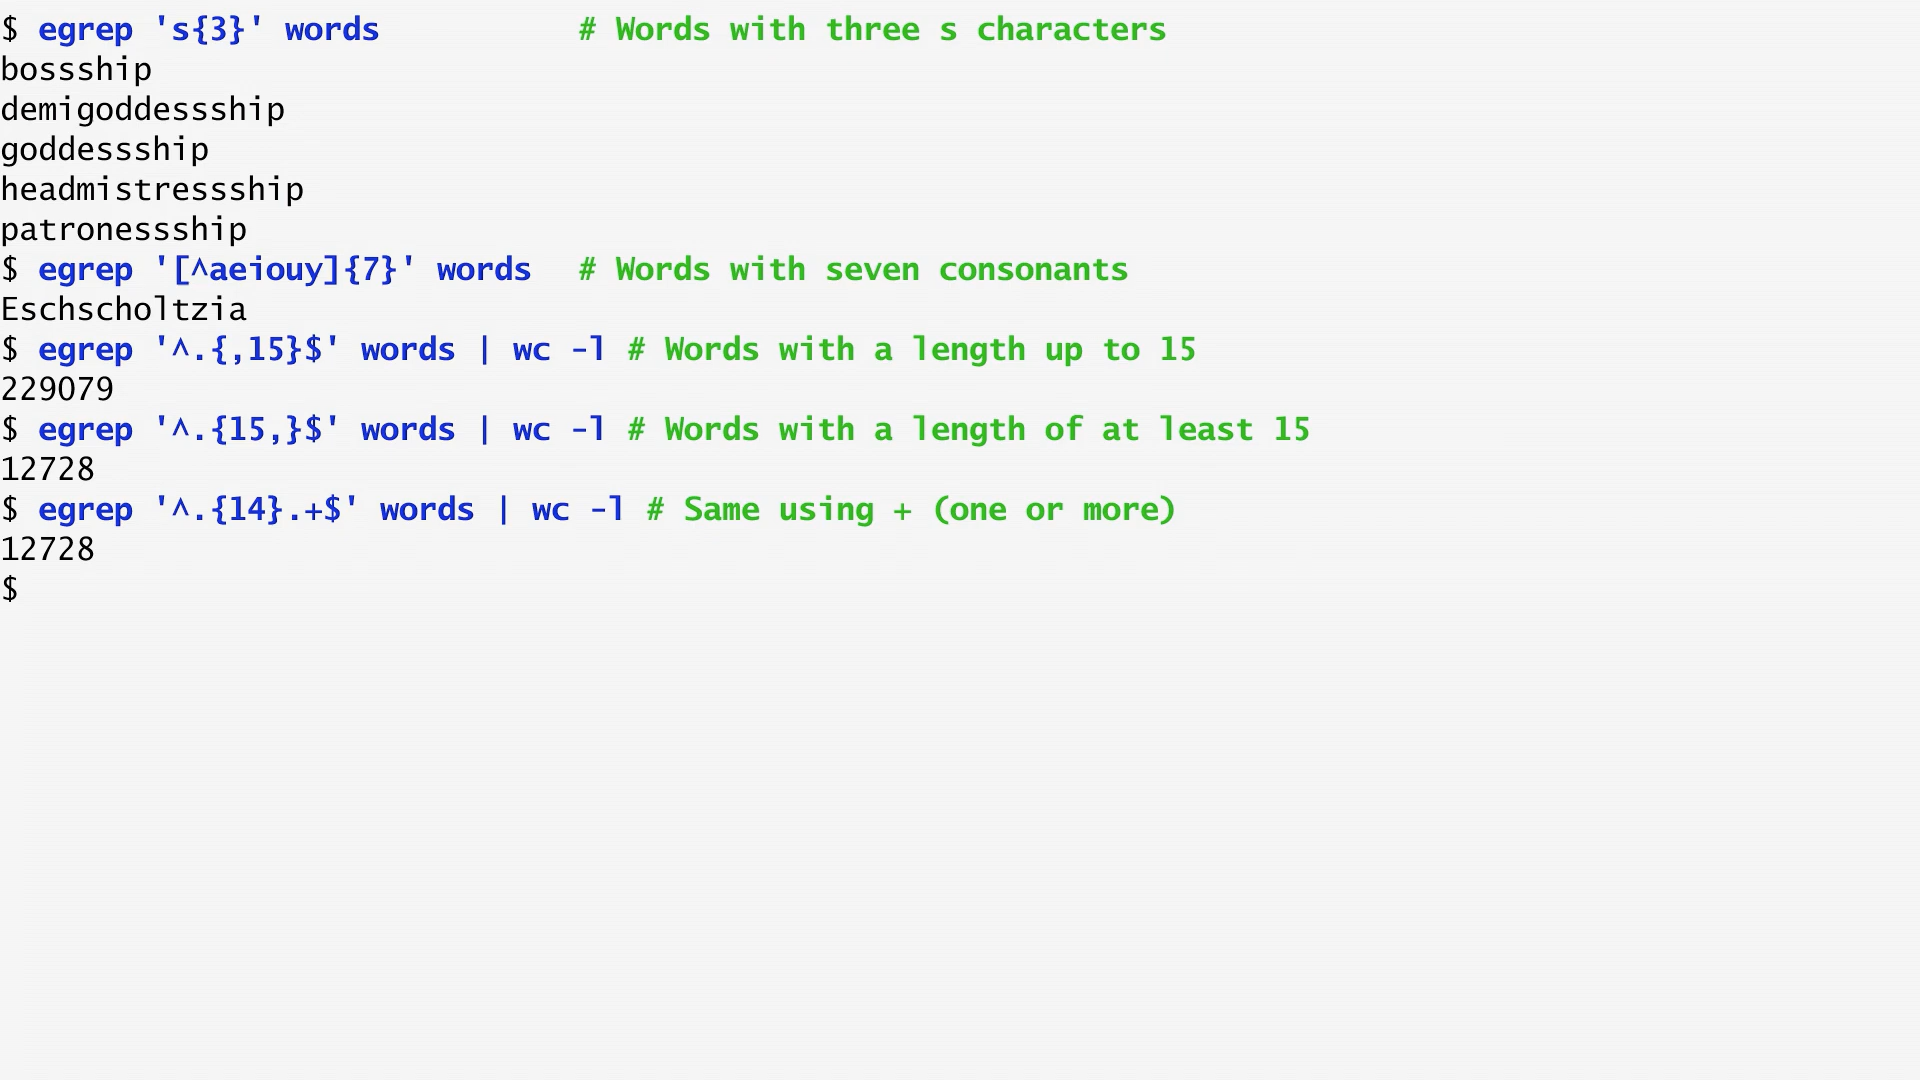 $ egrep 's{3}' words # Words with three s characters
bossship
demigoddessship
goddessship
headmistressship
patronessship
$ egrep '[^aeiouy]{7}' words # Words with seven consonants
Eschscholtzia
$ egrep '^.{,15}$' words | wc -l # Words with a length up to 15
229079
$ egrep '^.{15,}$' words | wc -l # Words with a length of at least 15
12728
$ egrep '^.{14}.+$' words | wc -l # Same using + (one or more)
12728
$